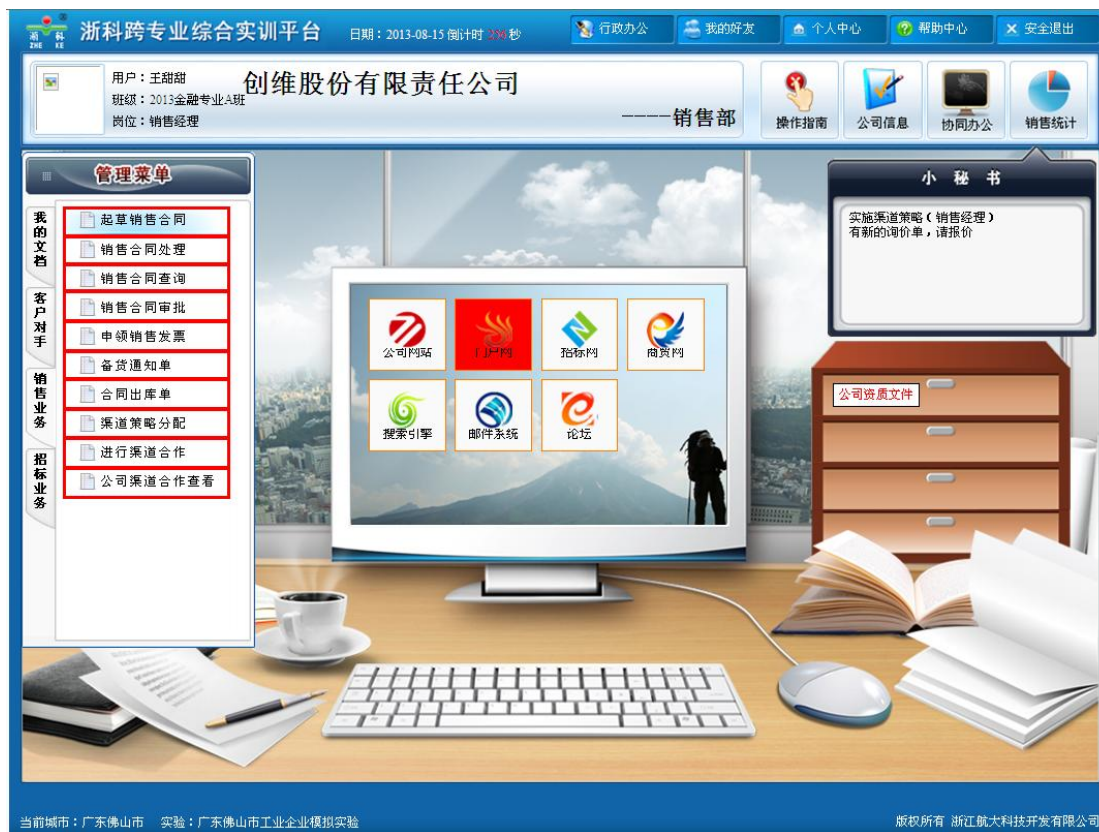 浙科
ZHE KE
浙科跨专业综合实训平台
日期：2013-08-15 倒计时 256 秒
行政办公
我的好友
个人中心
帮助中心
安全退出
用户：王甜甜
班级：2013金融专业A班
岗位：销售经理
创维股份有限责任公司
----销售部
操作指南
公司信息
协同办公
销售统计
管理菜单
我的文档
客户对手
销售业务
招标业务
起草销售合同
销售合同处理
销售合同查询
销售合同审批
申领销售发票
备货通知单
合同出库单
渠道策略分配
进行渠道合作
公司渠道合作查看
公司网站
门户网
招标网
商贸网
搜索引擎
邮件系统
论坛
小秘书
实施渠道策略(销售经理)
有新的询价单，请报价
公司资质文件
当前城市：广东佛山市 实验：广东佛山市工业企业模拟实验
版权所有 浙江航大科技开发有限公司